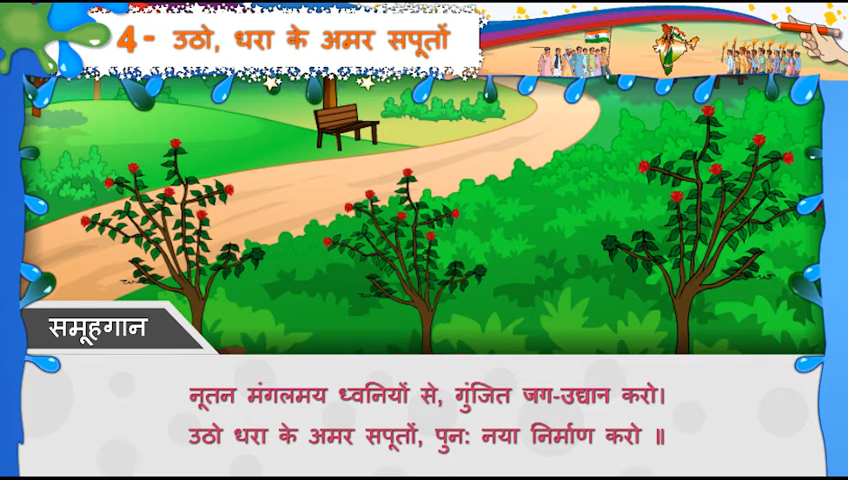 4- उठो, धरा के अमर सपूतों
समूहगान
नूतन मंगलमय ध्वनियों से, गुंजित जग-उद्यान करो।
उठो धरा के अमर सपूतों, पुनः नया निर्माण करो ॥